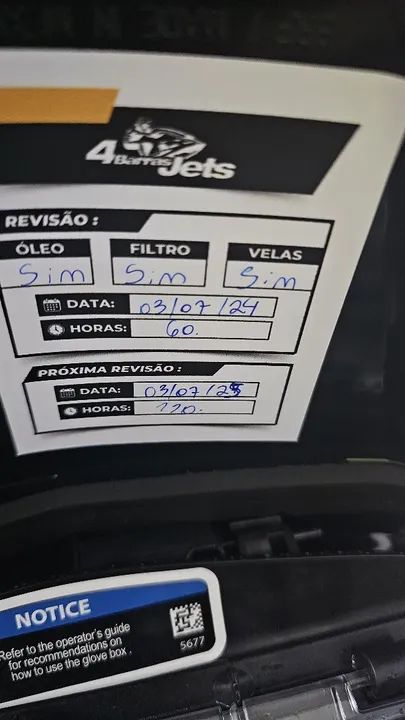 4 Barras Jets
REVISÃO :
ÓLEO FILTRO VELAS
Sim Sim Sim
DATA: 03/07/24
HORAS: 60.
PRÓXIMA REVISÃO :
DATA: 03/07/25
HORAS: 120.
NOTICE
Refer to the operator's guide
for recommendations on
how to use the glove box .
5677